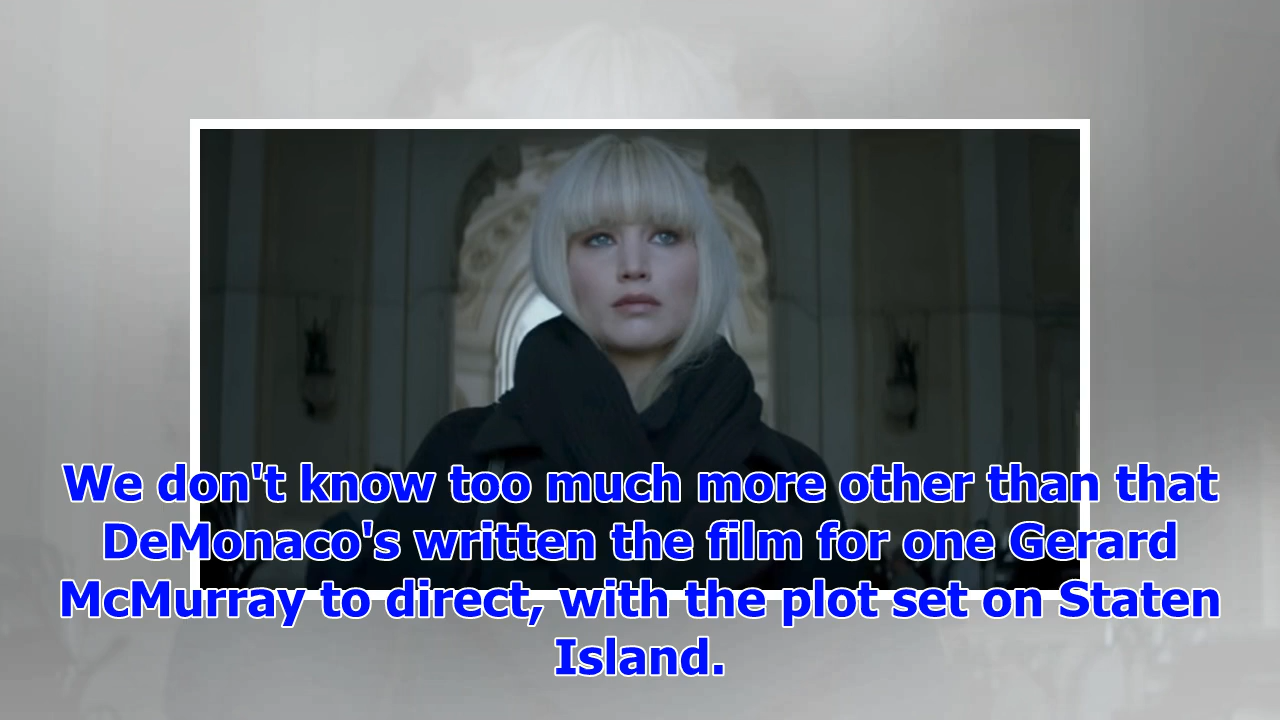 We don't know too much more other than that
DeMonaco's written the film for one Gerard
McMurray to direct, with the plot set on Staten
Island.